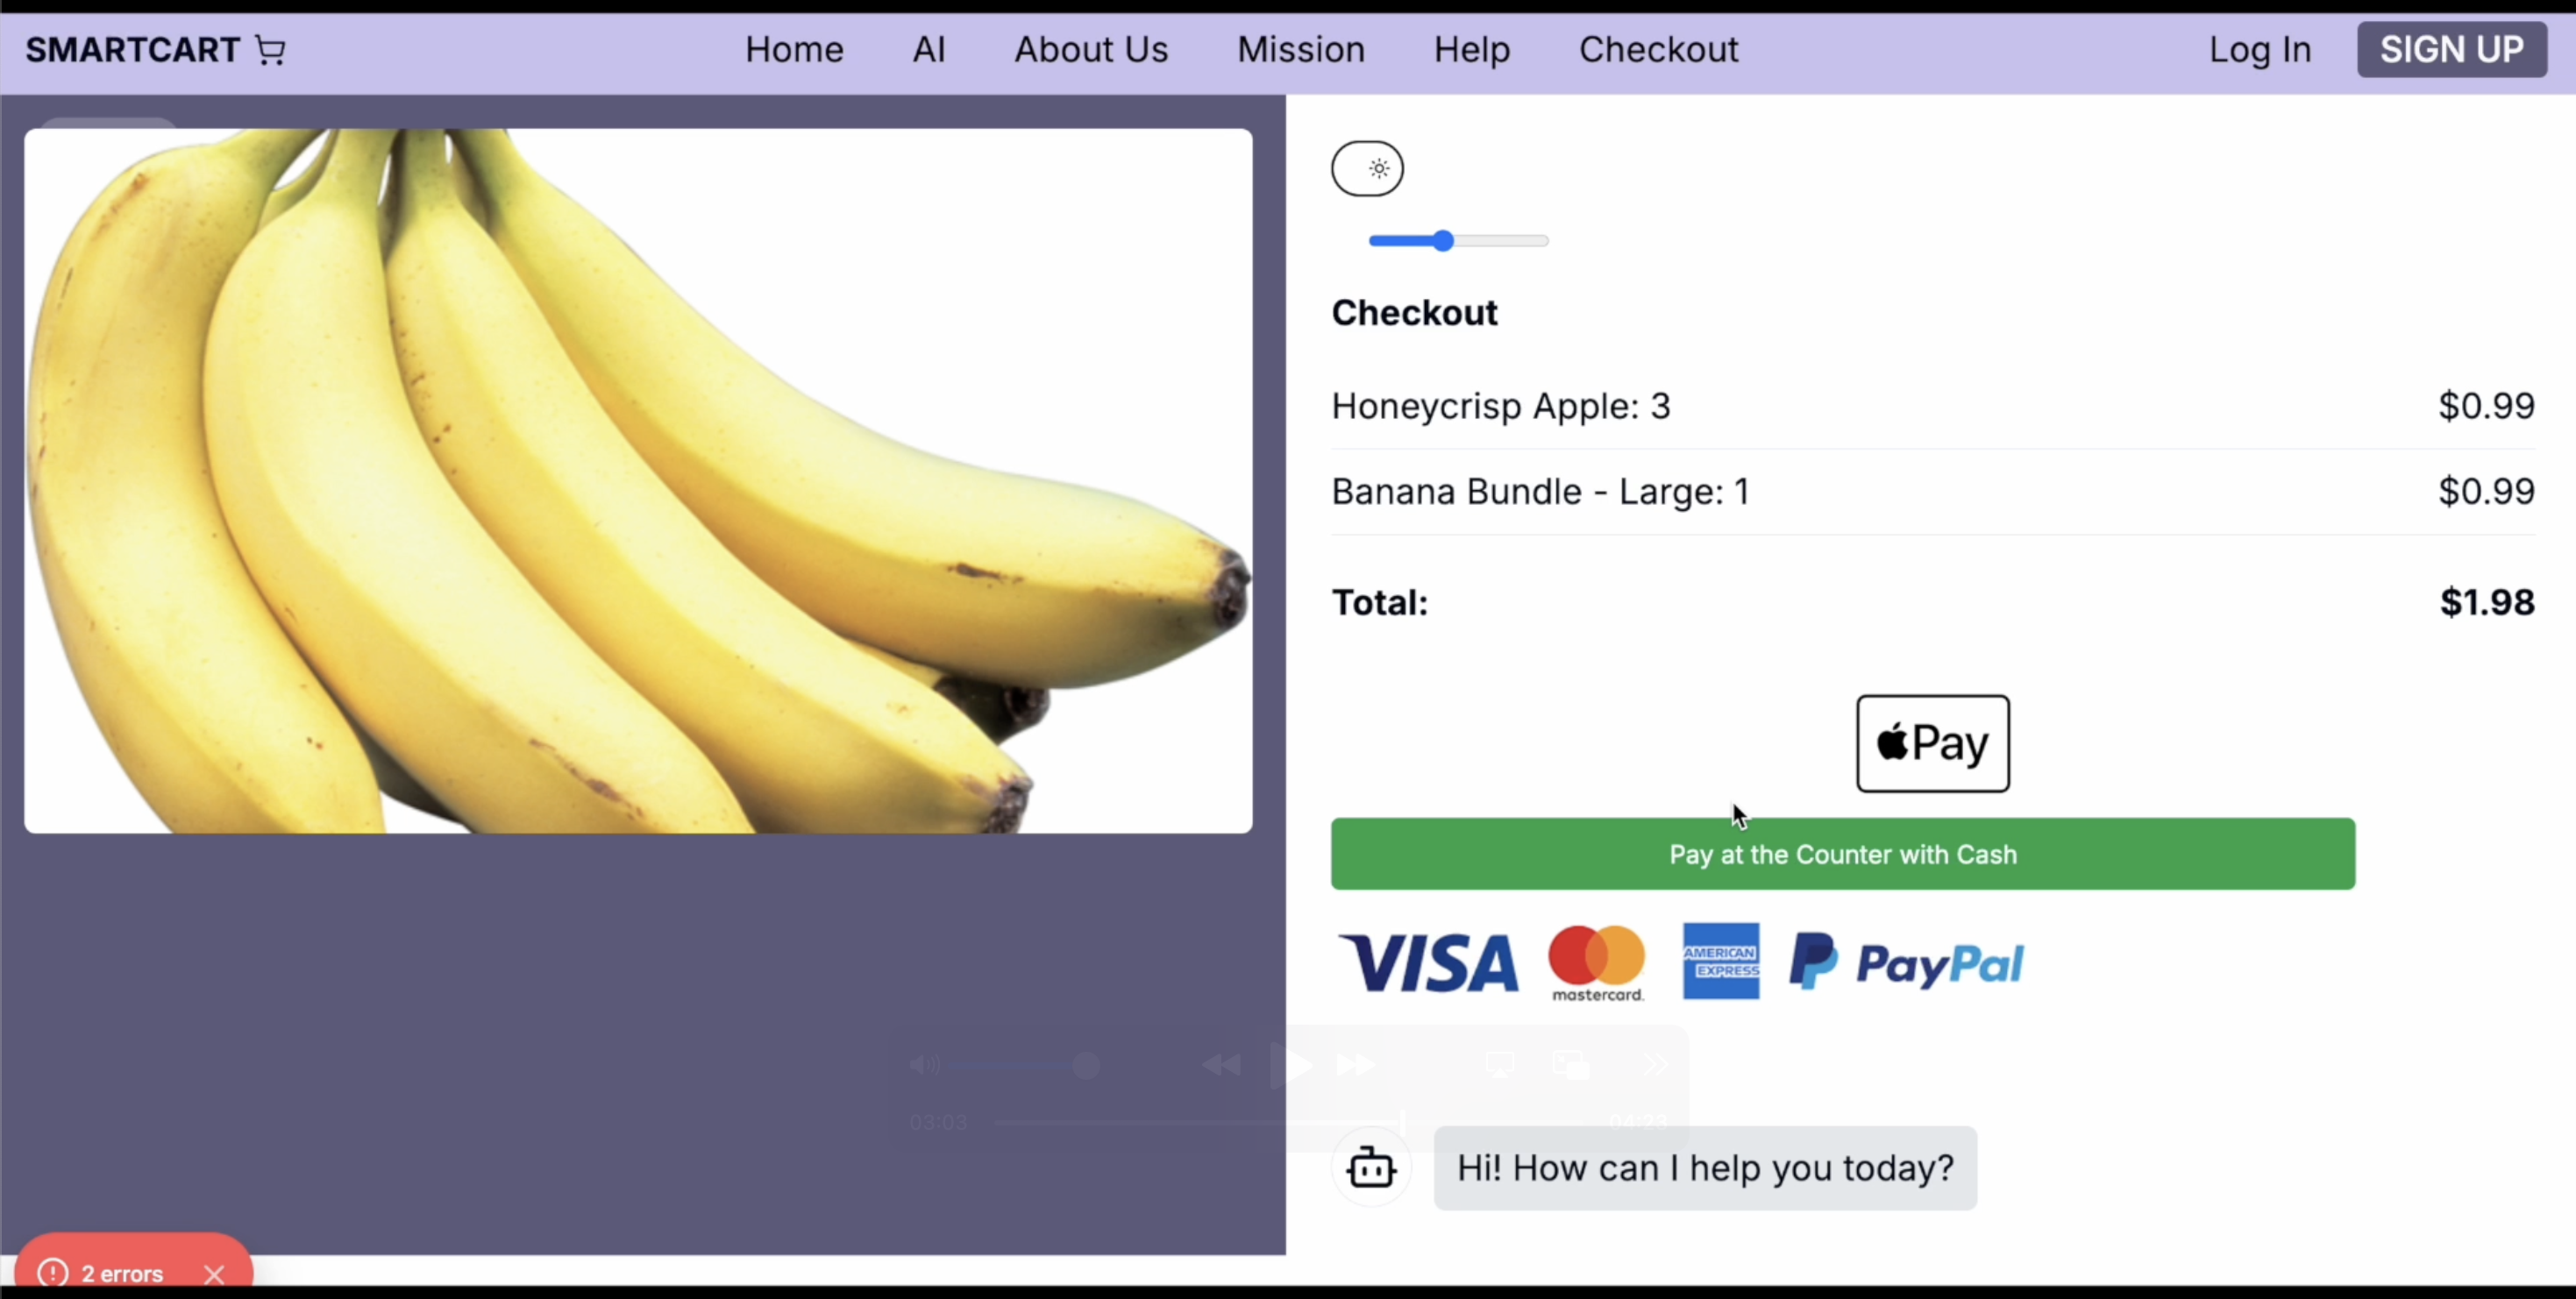 SMARTCART
Home AI About Us Mission Help Checkout
Log In SIGN UP
Checkout
Honeycrisp Apple: 3 $0.99
Banana Bundle - Large: 1 $0.99
Total: $1.98
Pay
Pay at the Counter with Cash
VISA mastercard. AMERICAN EXPRESS PayPal
03:03 04:23
Hi! How can I help you today?
2 errors